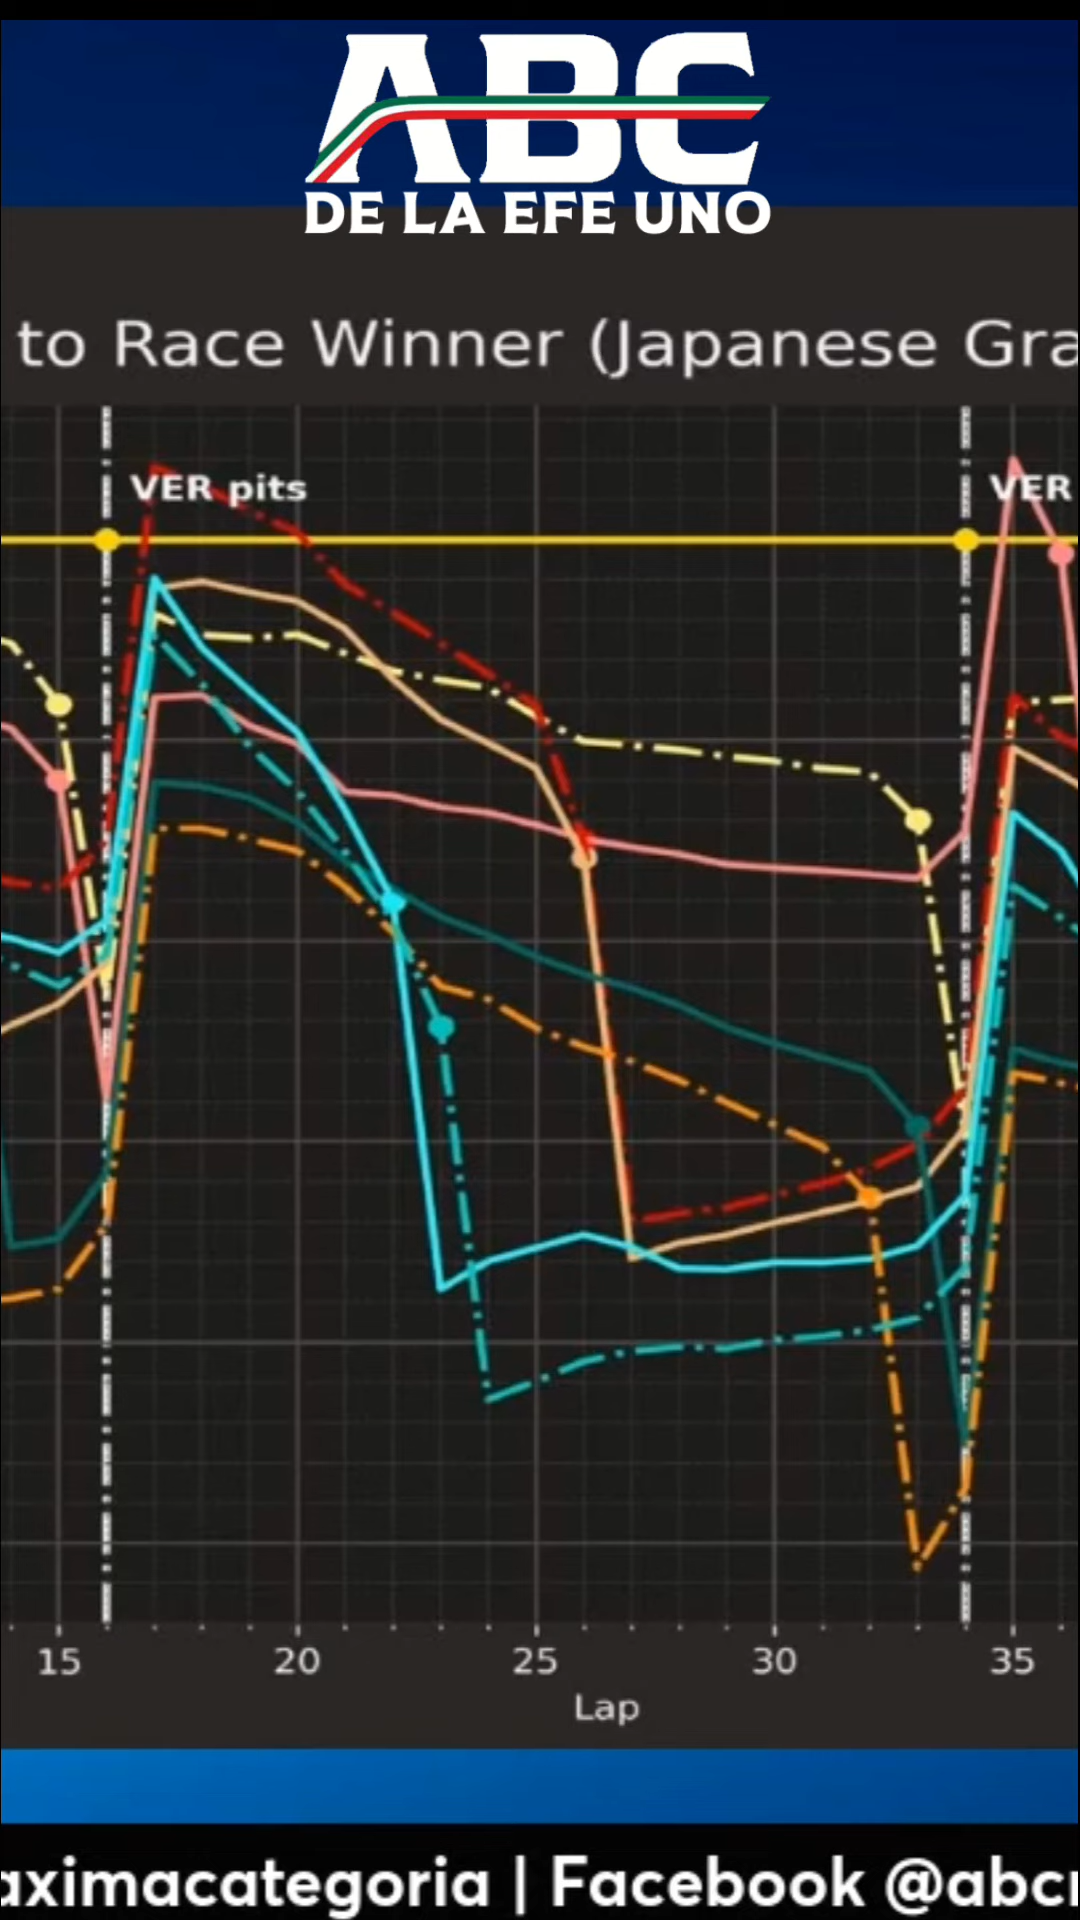 ABC
DE LA EFE UNO
to Race Winner (Japanese Gra
VER pits
VER
15 20 25 30 35
Lap
aximacategoria | Facebook @abc